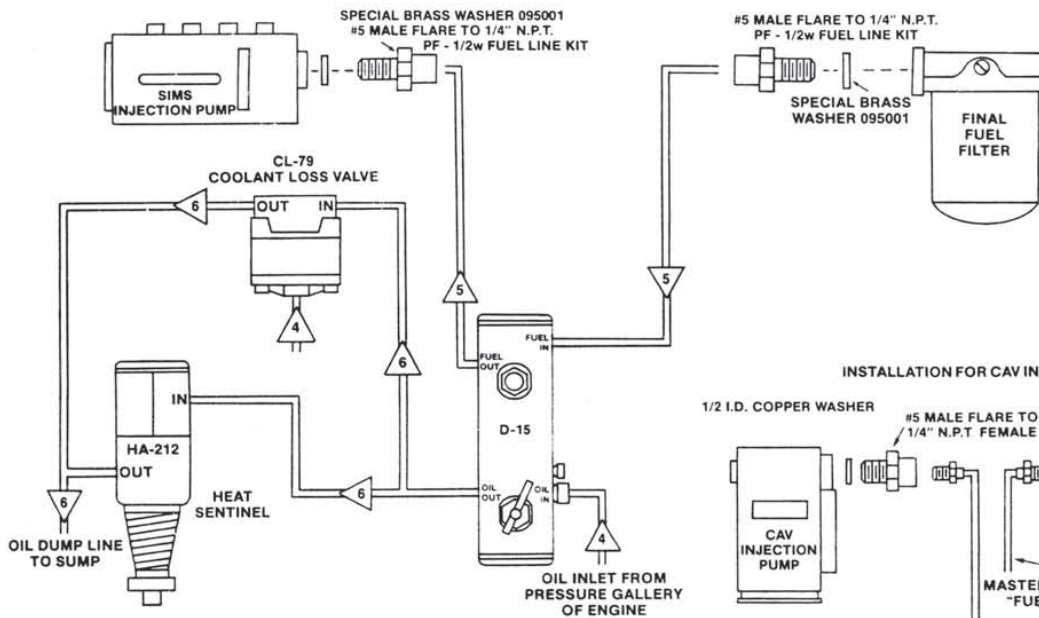 SPECIAL BRASS WASHER 095001
#5 MALE FLARE TO 1/4" N.P.T.
PF - 1/2w FUEL LINE KIT
#5 MALE FLARE TO 1/4" N.P.T.
PF - 1/2w FUEL LINE KIT
SIMS
INJECTION PUMP
SPECIAL BRASS
WASHER 095001
FINAL
FUEL
FILTER
CL-79
COOLANT LOSS VALVE
6
OUT IN
4
5
5
6
FUEL
IN
FUEL
OUT
D-15
OIL
OUT
OIL
IN
IN
HA-212
OUT
6
HEAT
SENTINEL
6
4
OIL DUMP LINE
TO SUMP
OIL INLET FROM
PRESSURE GALLERY
OF ENGINE
INSTALLATION FOR CAV IN
1/2 I.D. COPPER WASHER
#5 MALE FLARE TO
1/4" N.P.T. FEMALE
CAV
INJECTION
PUMP
MASTER
"FUE